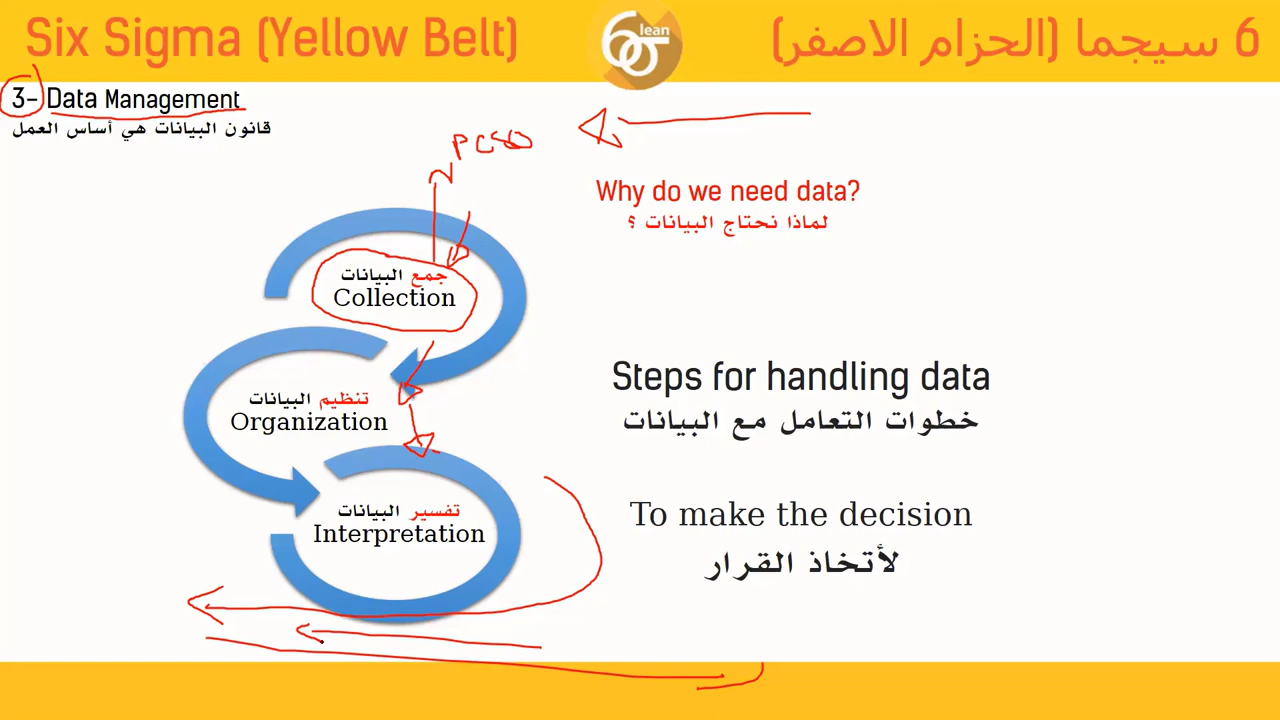 Six Sigma (Yellow Belt)
lean
6σ
6 سيجما (الحزام الاصفر)
3- Data Management
قانون البيانات هي أساس العمل
Why do we need data?
لماذا نحتاج البيانات ؟
جمع البيانات
Collection
تنظيم البيانات
Organization
تفسير البيانات
Interpretation
Steps for handling data
خطوات التعامل مع البيانات
To make the decision
لأتخاذ القرار